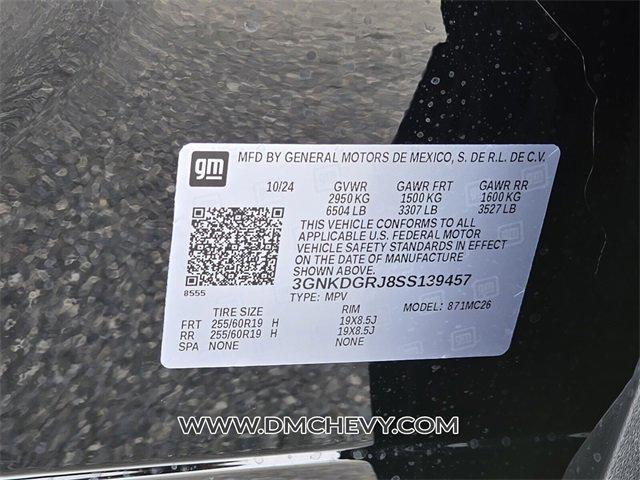 gm MFD BY GENERAL MOTORS DE MEXICO, S. DE R.L. DE C.V.
10/24 GVWR GAWR FRT GAWR RR
2950 KG 1500 KG 1600 KG
6504 LB 3307 LB 3527 LB
THIS VEHICLE CONFORMS TO ALL
APPLICABLE U.S. FEDERAL MOTOR
VEHICLE SAFETY STANDARDS IN EFFECT
ON THE DATE OF MANUFACTURE
SHOWN ABOVE.
8555
3GNKDGRJ8SS139457
TYPE: MPV MODEL: 871MC26
TIRE SIZE RIM
FRT 255/60R19 H 19X8.5J
RR 255/60R19 H 19X8.5J
SPA NONE NONE
WWW.DMCHEVY.COM